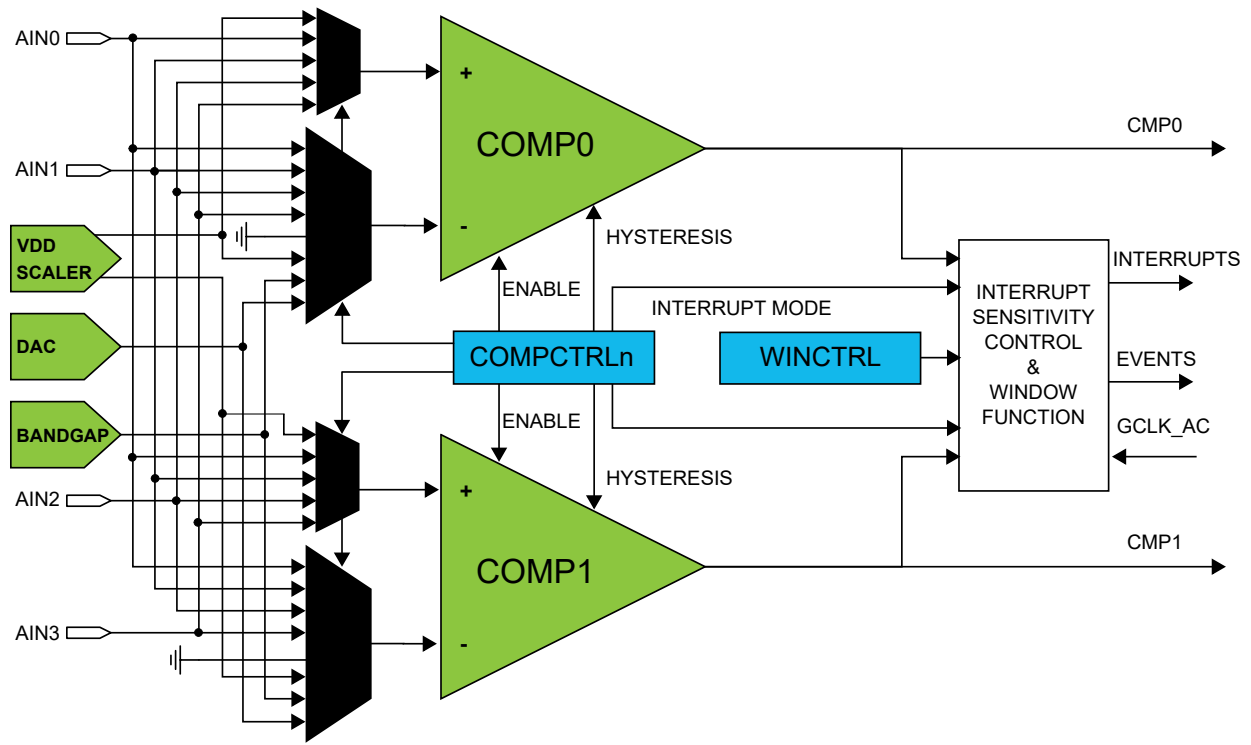 AIN0
+
COMP0
-
CMP0
AIN1
VDD
SCALER
HYSTERESIS
ENABLE
INTERRUPT MODE
INTERRUPT
SENSITIVITY
CONTROL
&
WINDOW
FUNCTION
INTERRUPTS
DAC
COMPCTRLn
WINCTRL
EVENTS
BANDGAP
ENABLE
GCLK_AC
HYSTERESIS
AIN2
+
COMP1
-
CMP1
AIN3